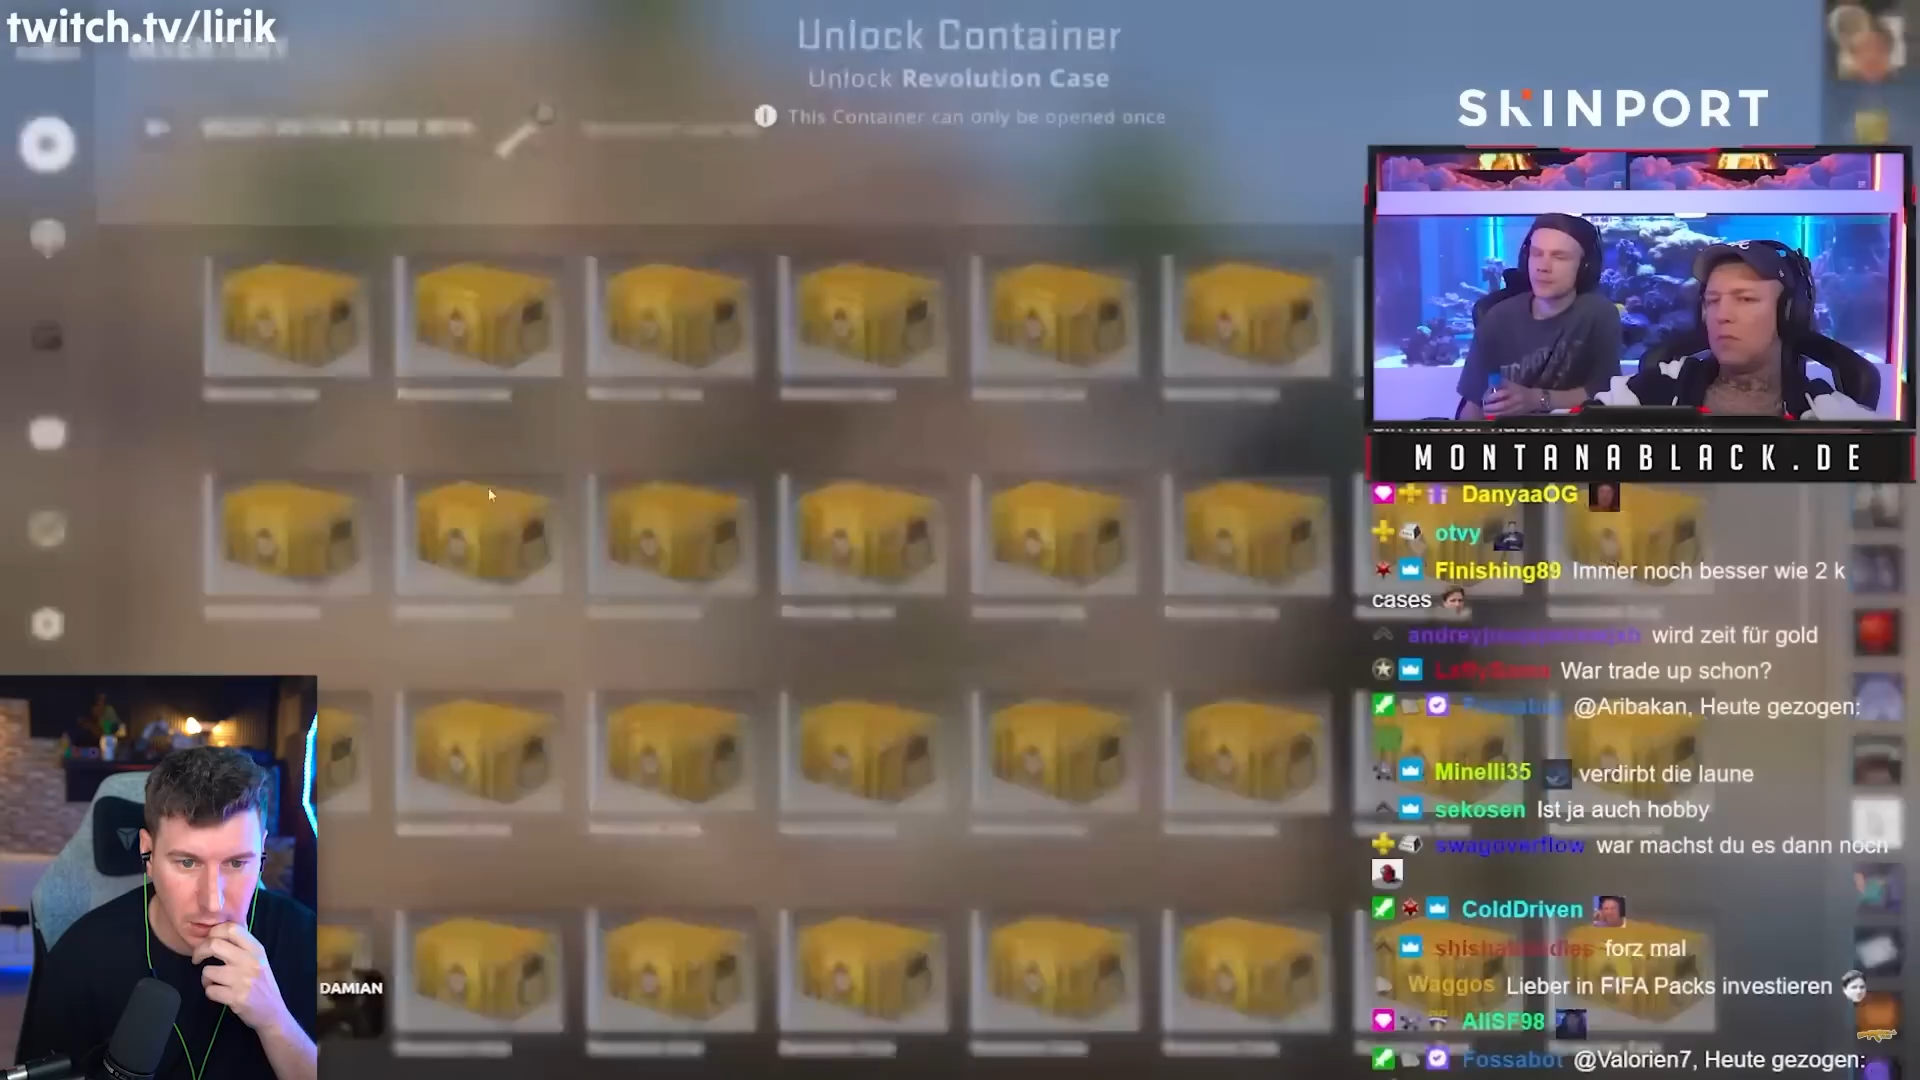 twitch.tv/lirik
Unlock Container
Unlock Revolution Case
This Container can only be opened once
SKINPORT
MONTANABLACK.DE
DanyaaOG
otvy
Finishing89 Immer noch besser wie 2 k
cases
wird zeit für gold
War trade up schon?
Fossabot @Aribakan, Heute gezogen:
Minelli35 verdirbt die laune
sekosen Ist ja auch hobby
swagoverflow war machst du es dann noch
ColdDriven
forz mal
Waggos Lieber in FIFA Packs investieren
AliSF98
Fossabot @Valorien7, Heute gezogen:
DAMIAN